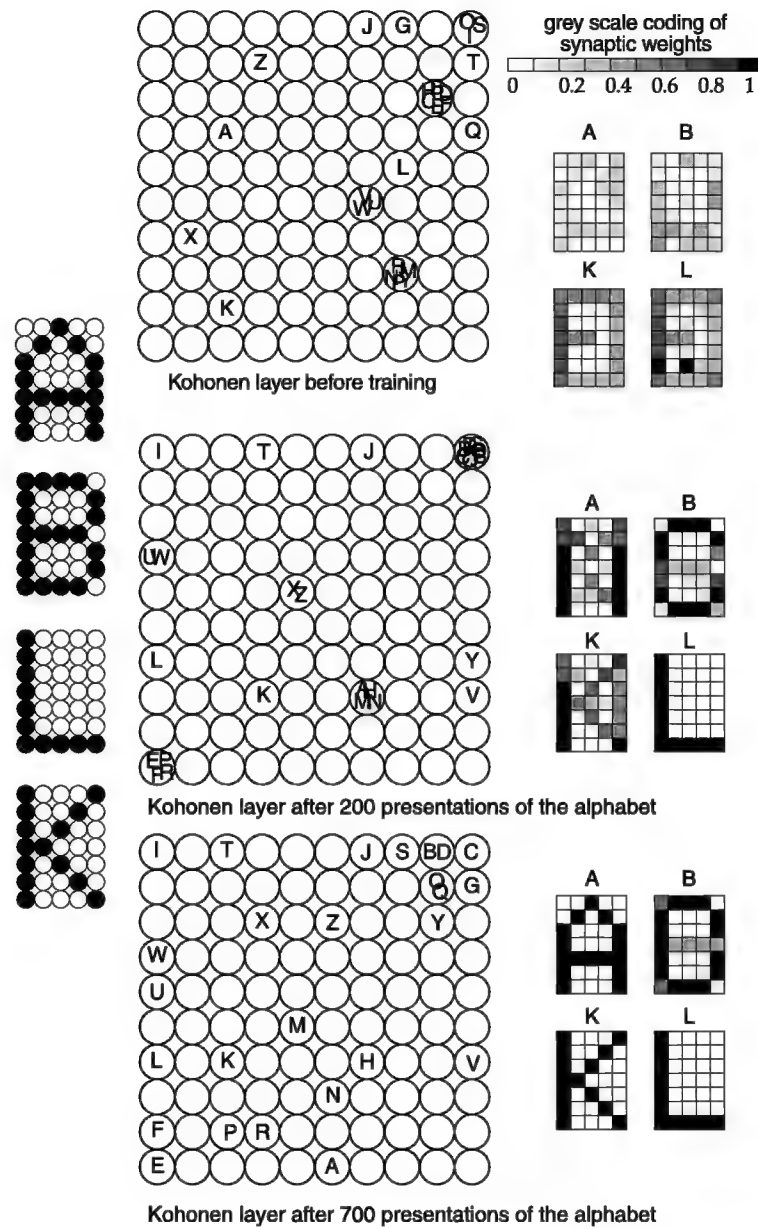 J G
grey scale coding of
synaptic weights
Z T
0 0.2 0.4 0.6 0.8 1
A Q
A B
L
X
K L
K
Kohonen layer before training
I T J
A B
UW
X Z
L Y
K L
K V
Kohonen layer after 200 presentations of the alphabet
I T J S BD C
O Q G
A B
X Z Y
W
U
M
K L
L K H V
N
F P R
E A
Kohonen layer after 700 presentations of the alphabet